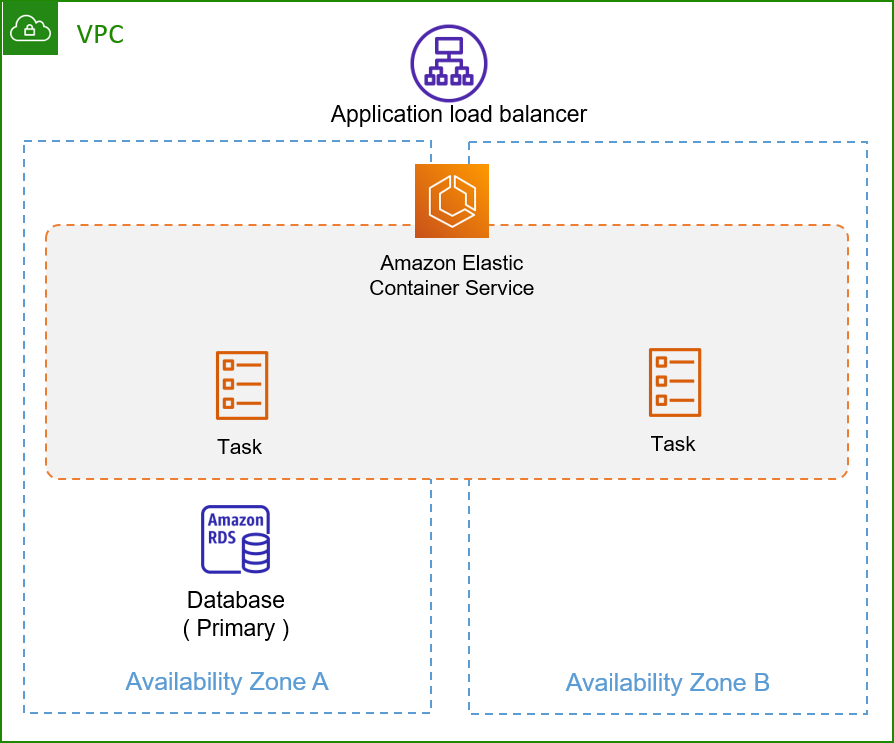 VPC
Application load balancer
Amazon Elastic
Container Service
Task
Task
Amazon
RDS
Database
( Primary )
Availability Zone A
Availability Zone B